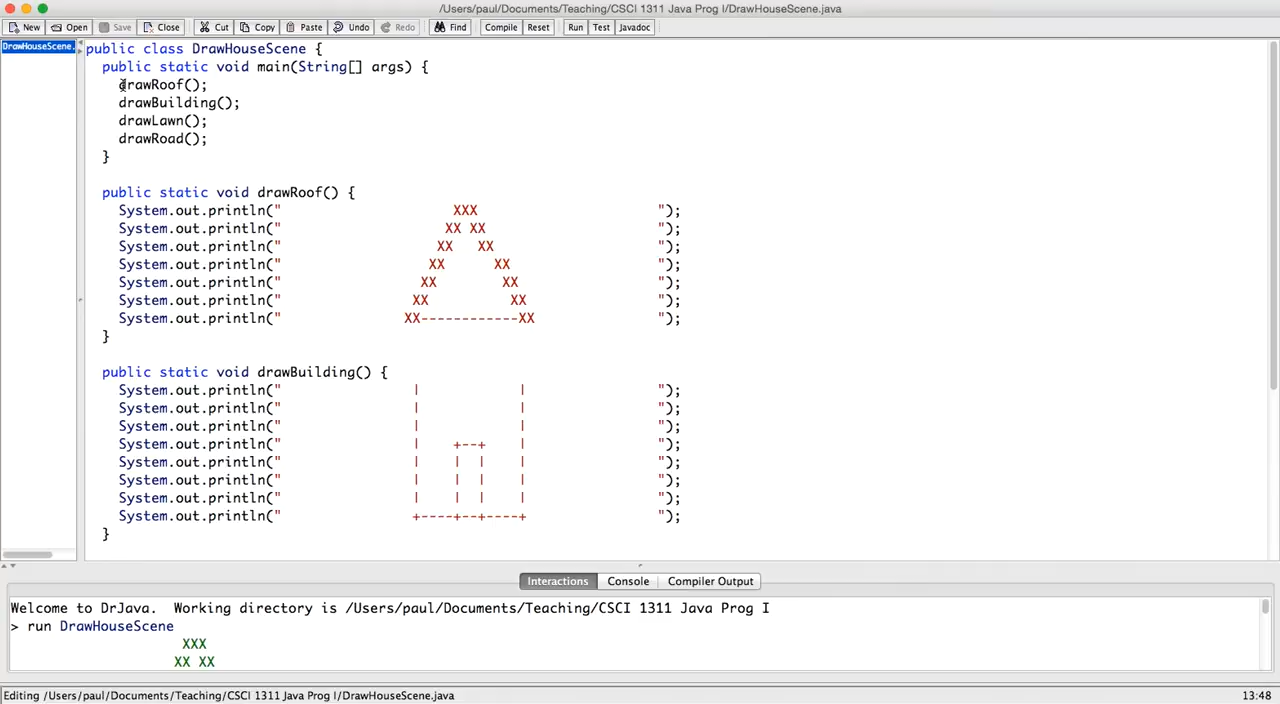 /Users/paul/Documents/Teaching/CSCI 1311 Java Prog I/DrawHouseScene.java
New Open Save Close Cut Copy Paste Undo Redo Find Compile Reset Run Test Javadoc
DrawHouseScene.
public class DrawHouseScene {
  public static void main(String[] args) {
    drawRoof();
    drawBuilding();
    drawLawn();
    drawRoad();
  }
  public static void drawRoof() {
    System.out.println("                     XXX                      ");
    System.out.println("                    XX XX                     ");
    System.out.println("                   XX   XX                    ");
    System.out.println("                  XX      XX                  ");
    System.out.println("                 XX        XX                 ");
    System.out.println("                XX          XX                ");
    System.out.println("               XX------------XX               ");
  }
  public static void drawBuilding() {
    System.out.println("                |            |                ");
    System.out.println("                |            |                ");
    System.out.println("                |            |                ");
    System.out.println("                |    +--+    |                ");
    System.out.println("                |    |  |    |                ");
    System.out.println("                |    |  |    |                ");
    System.out.println("                |    |  |    |                ");
    System.out.println("                +----+--+----+                ");
  }
Interactions Console Compiler Output
Welcome to DrJava.  Working directory is /Users/paul/Documents/Teaching/CSCI 1311 Java Prog I
> run DrawHouseScene
                     XXX
                    XX XX
Editing /Users/paul/Documents/Teaching/CSCI 1311 Java Prog I/DrawHouseScene.java 13:48